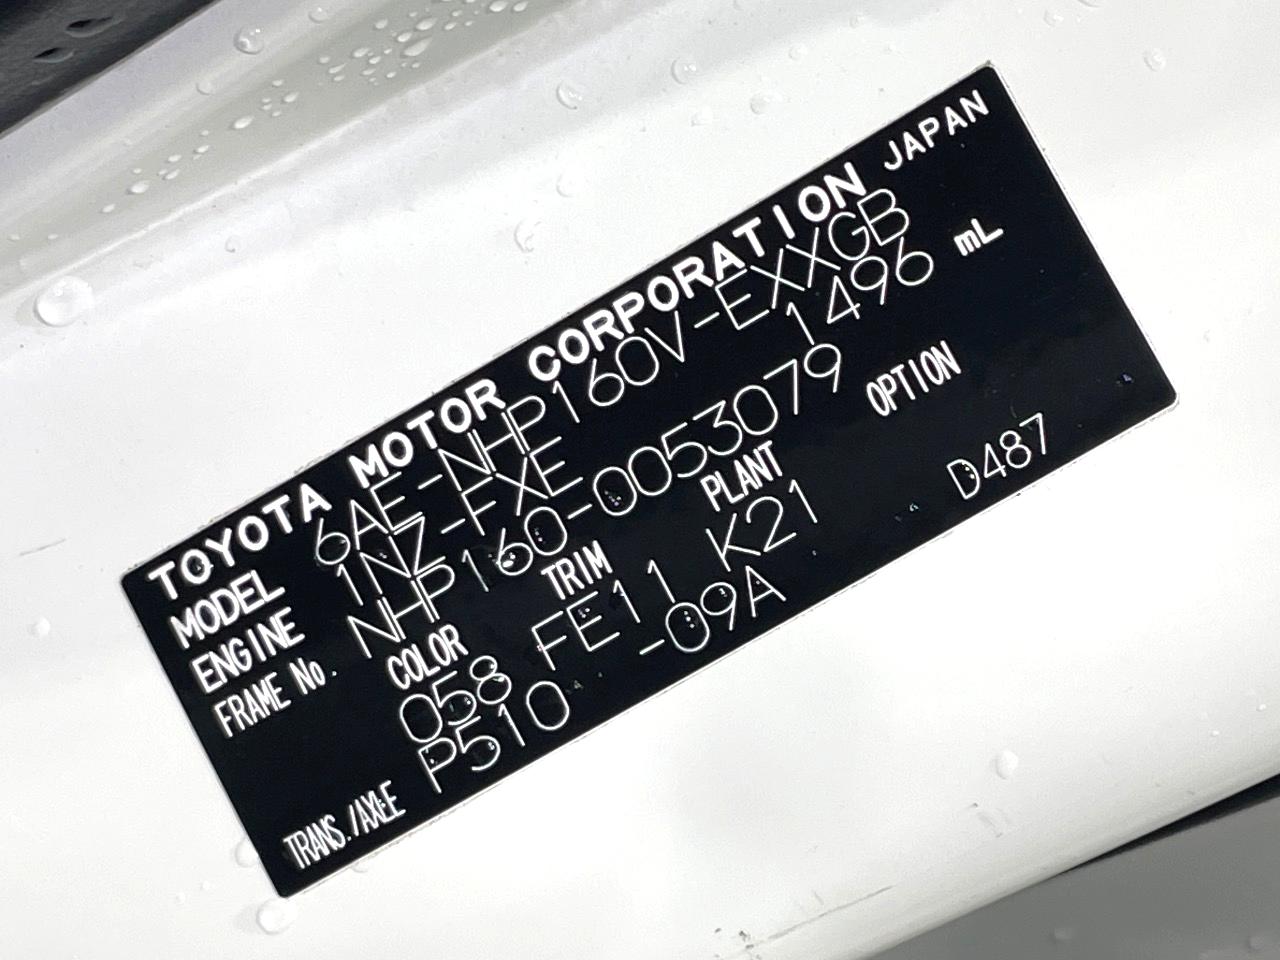 TOYOTA MOTOR CORPORATION JAPAN
MODEL 6AE-NHP160V-EXXGB
ENGINE 1NZ-FXE 1496 mL
FRAME No. NHP160-0053079
COLOR TRIM PLANT OPTION
058 FE11 K21 D487
TRANS./AXLE P510 -09A